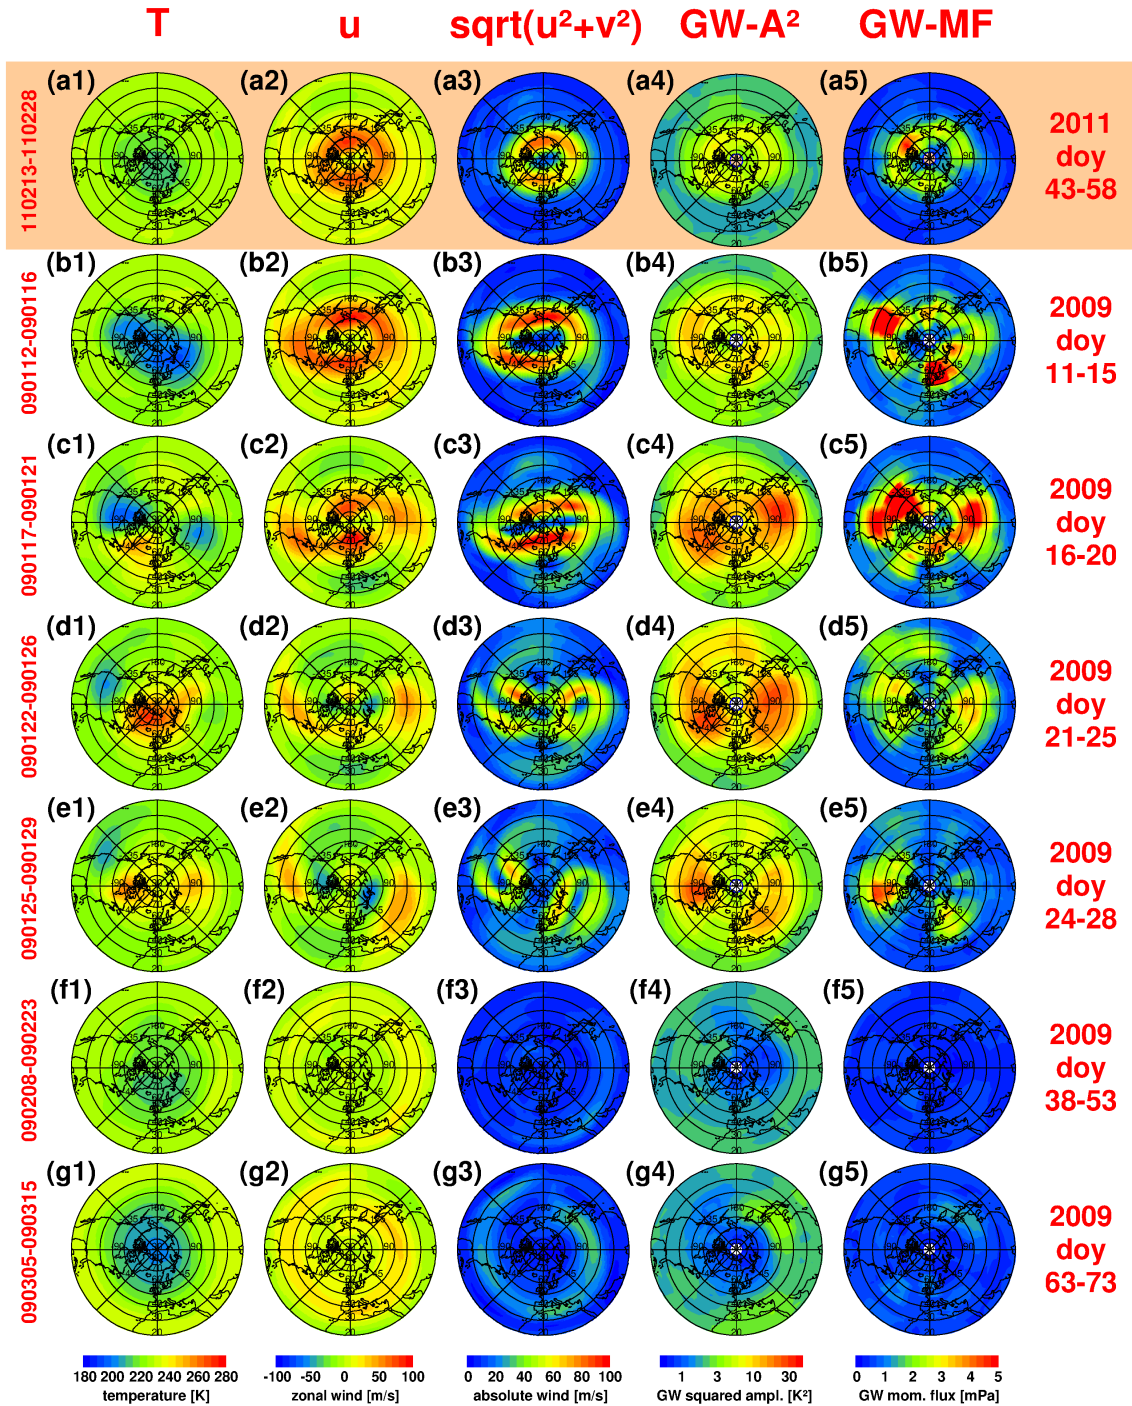 T u sqrt(u²+v²) GW-A² GW-MF
110213-110228
(a1) (a2) (a3) (a4) (a5)
2011
doy
43-58
090112-090116
(b1) (b2) (b3) (b4) (b5)
2009
doy
11-15
090117-090121
(c1) (c2) (c3) (c4) (c5)
2009
doy
16-20
090122-090126
(d1) (d2) (d3) (d4) (d5)
2009
doy
21-25
090125-090129
(e1) (e2) (e3) (e4) (e5)
2009
doy
24-28
090208-090223
(f1) (f2) (f3) (f4) (f5)
2009
doy
38-53
090305-090315
(g1) (g2) (g3) (g4) (g5)
2009
doy
63-73
180 200 220 240 260 280
temperature [K]
-100 -50 0 50 100
zonal wind [m/s]
0 20 40 60 80 100
absolute wind [m/s]
1 3 10 30
GW squared ampl. [K²]
0 1 2 3 4 5
GW mom. flux [mPa]